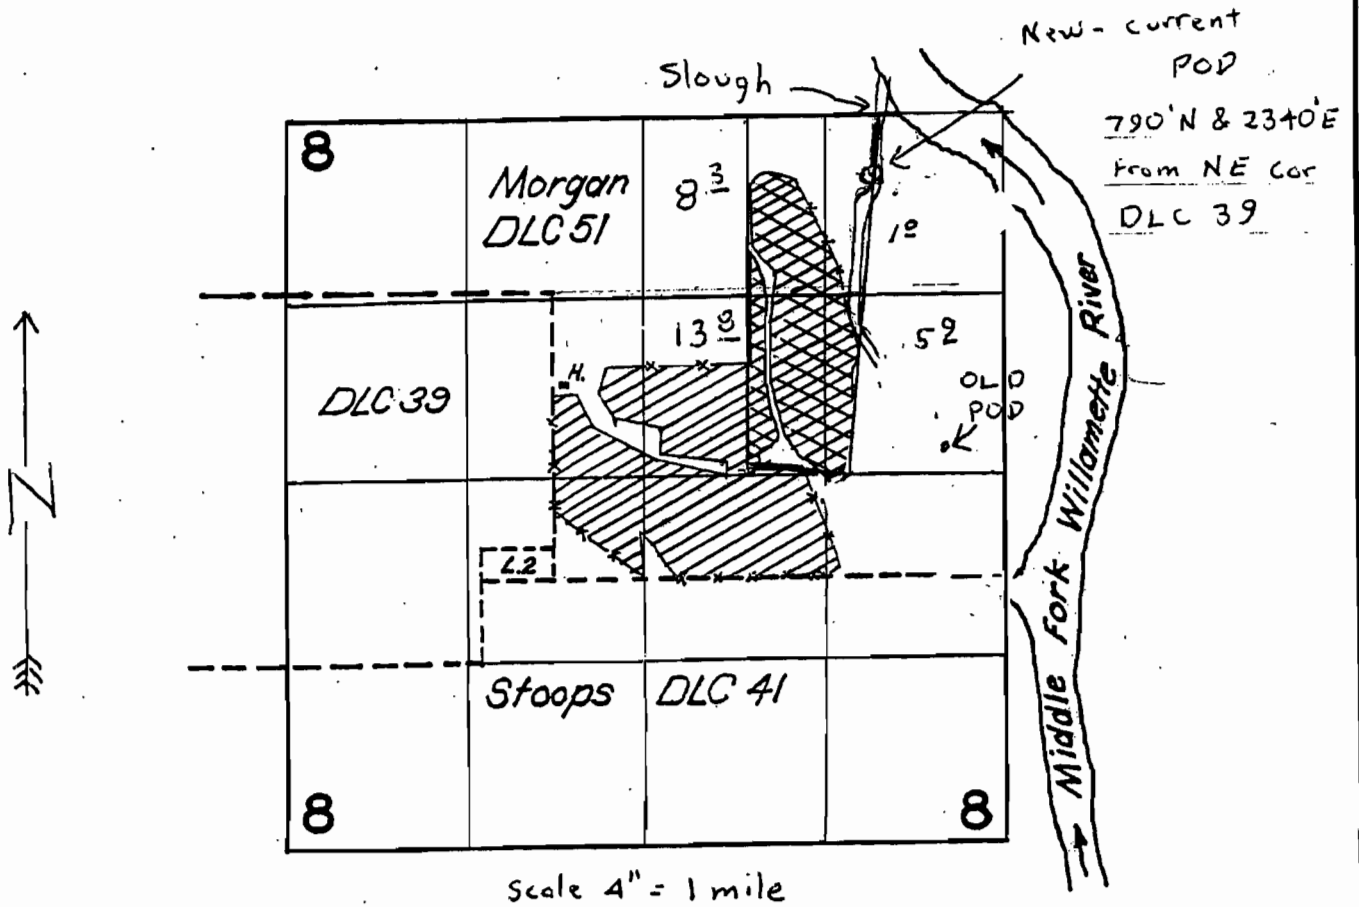 New - current
POD
790'N & 2340'E
from NE cor
DLC 39
Slough
8
Morgan
DLC 51
8 3
1 0
13 8
5 9
OLD
POD
H.
DLC 39
L.2
Stoops DLC 41
8
8
Middle Fork Willamette River
N
Scale 4" = 1 mile